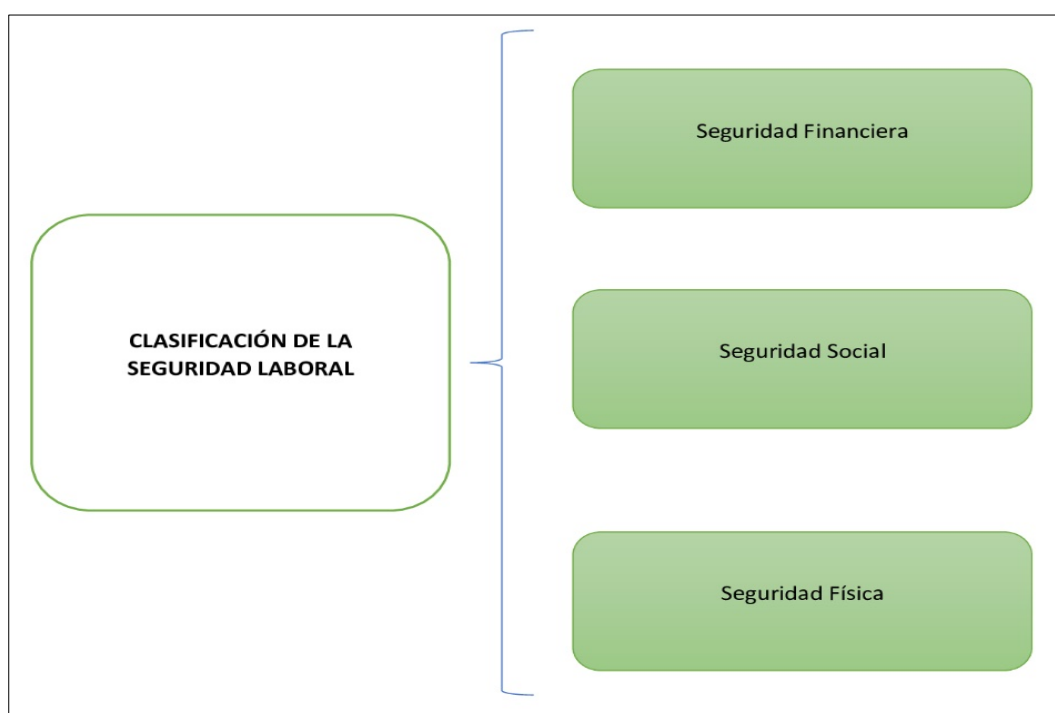 CLASIFICACIÓN DE LA
SEGURIDAD LABORAL
Seguridad Financiera
Seguridad Social
Seguridad Física